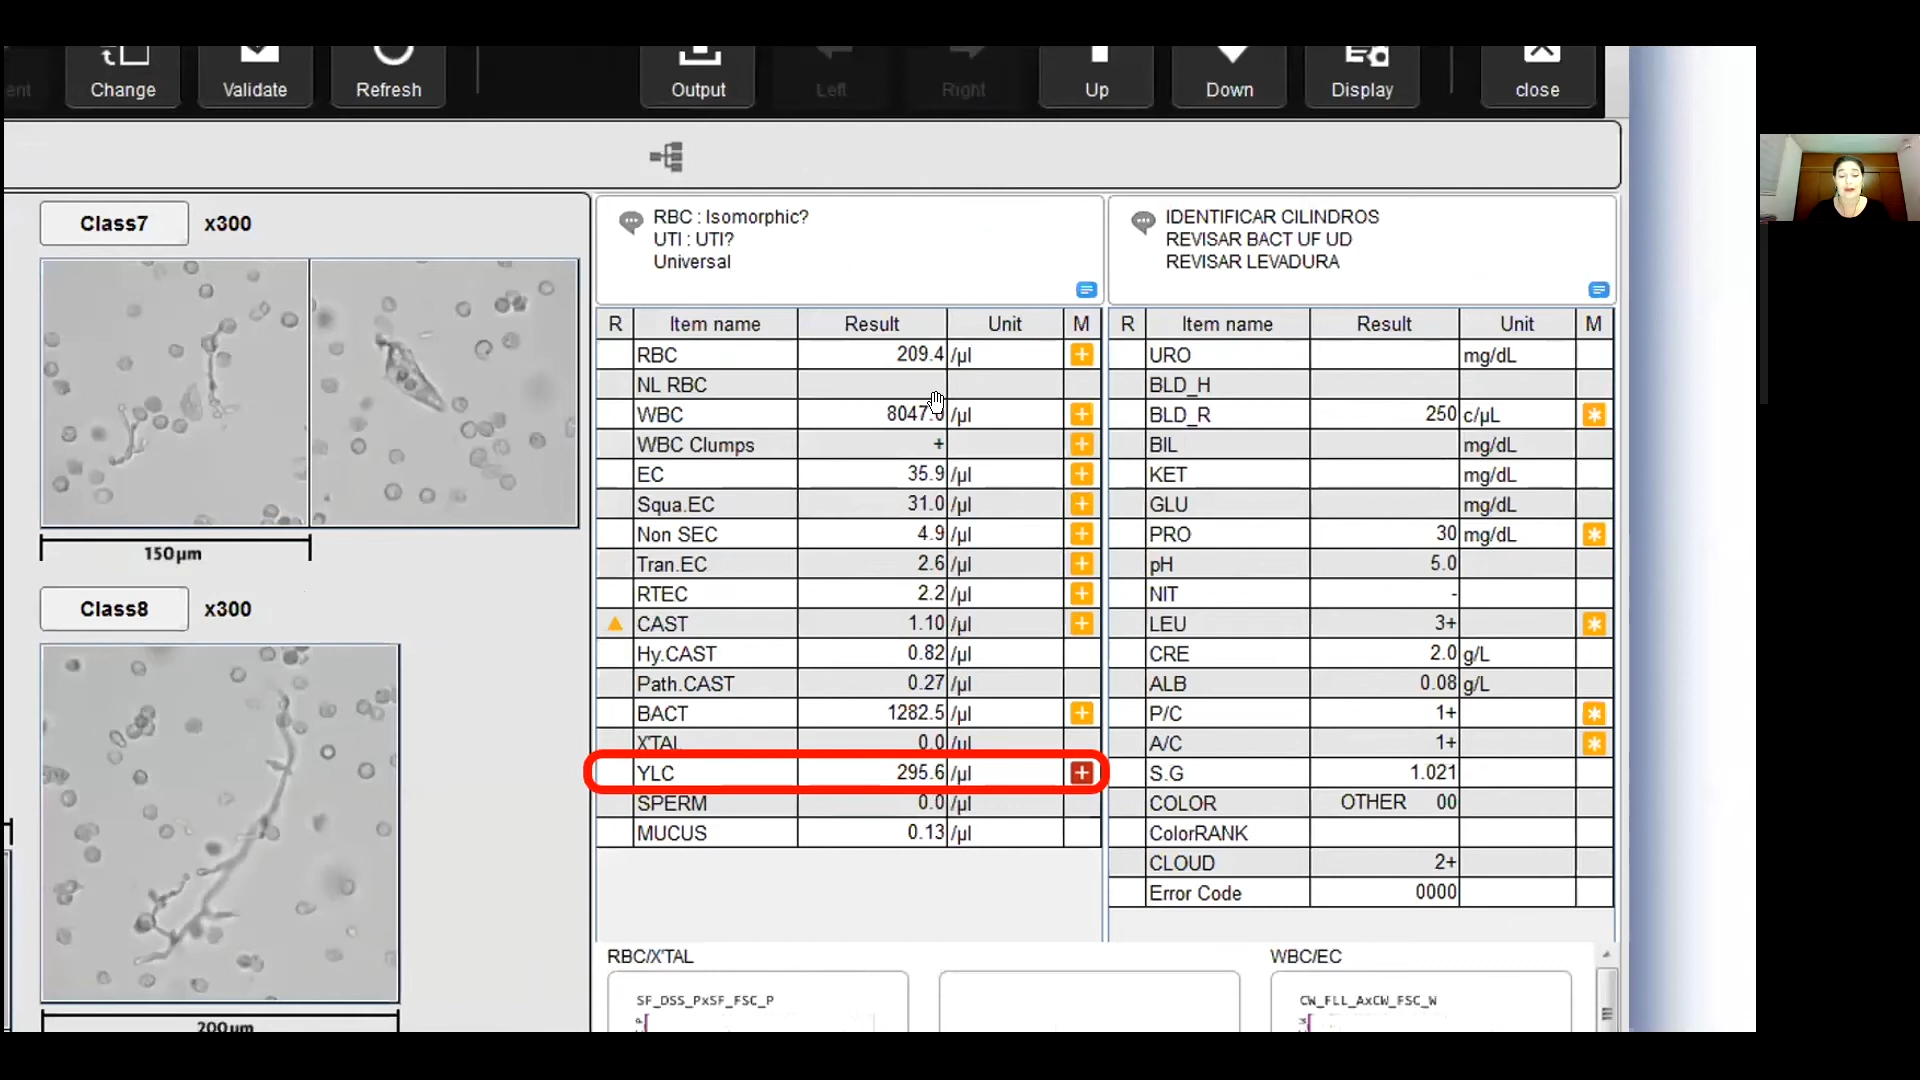 ent
Change
Validate
Refresh
Output
Left
Right
Up
Down
Display
close
Class7 x300
150µm
Class8 x300
200µm
RBC : Isomorphic?
UTI : UTI?
Universal
R Item name Result Unit M
RBC 209.4 /µl +
NL RBC
WBC 8047.0 /µl +
WBC Clumps + +
EC 35.9 /µl +
Squa.EC 31.0 /µl +
Non SEC 4.9 /µl +
Tran.EC 2.6 /µl +
RTEC 2.2 /µl +
CAST 1.10 /µl +
Hy.CAST 0.82 /µl
Path.CAST 0.27 /µl
BACT 1282.5 /µl +
X'TAL 0.0 /µl
YLC 295.6 /µl +
SPERM 0.0 /µl
MUCUS 0.13 /µl
IDENTIFICAR CILINDROS
REVISAR BACT UF UD
REVISAR LEVADURA
R Item name Result Unit M
URO mg/dL
BLD_H
BLD_R 250 c/µL *
BIL mg/dL
KET mg/dL
GLU mg/dL
PRO 30 mg/dL *
pH 5.0
NIT -
LEU 3+ *
CRE 2.0 g/L
ALB 0.08 g/L
P/C 1+ *
A/C 1+ *
S.G 1.021
COLOR OTHER 00
ColorRANK
CLOUD 2+
Error Code 0000
RBC/X'TAL
SF_DSS_PxSF_FSC_P
WBC/EC
CW_FLL_AxCW_FSC_W